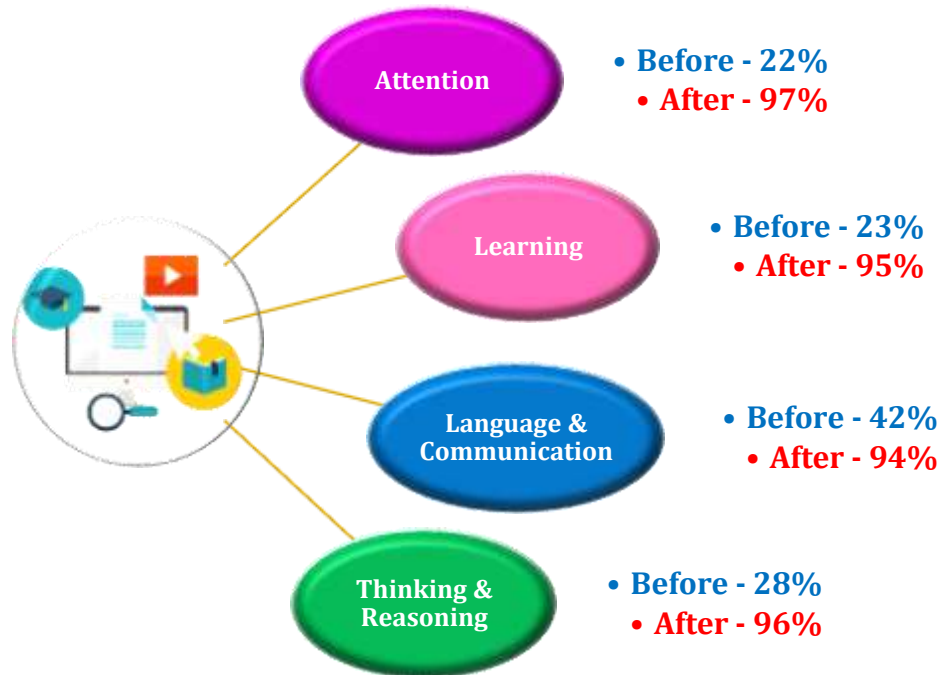 Attention
• Before - 22%
• After - 97%
Learning
• Before - 23%
• After - 95%
Language &
Communication
• Before - 42%
• After - 94%
Thinking &
Reasoning
• Before - 28%
• After - 96%